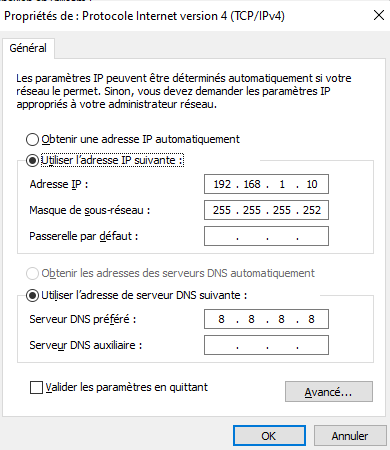 Propriétés de : Protocole Internet version 4 (TCP/IPv4)
Général
Les paramètres IP peuvent être déterminés automatiquement si votre
réseau le permet. Sinon, vous devez demander les paramètres IP
appropriés à votre administrateur réseau.
Obtenir une adresse IP automatiquement
Utiliser l'adresse IP suivante :
Adresse IP : 192 . 168 . 1 . 10
Masque de sous-réseau : 255 . 255 . 255 . 252
Passerelle par défaut : . . .
Obtenir les adresses des serveurs DNS automatiquement
Utiliser l'adresse de serveur DNS suivante :
Serveur DNS préféré : 8 . 8 . 8 . 8
Serveur DNS auxiliaire : . . .
Valider les paramètres en quittant
Avancé...
OK Annuler